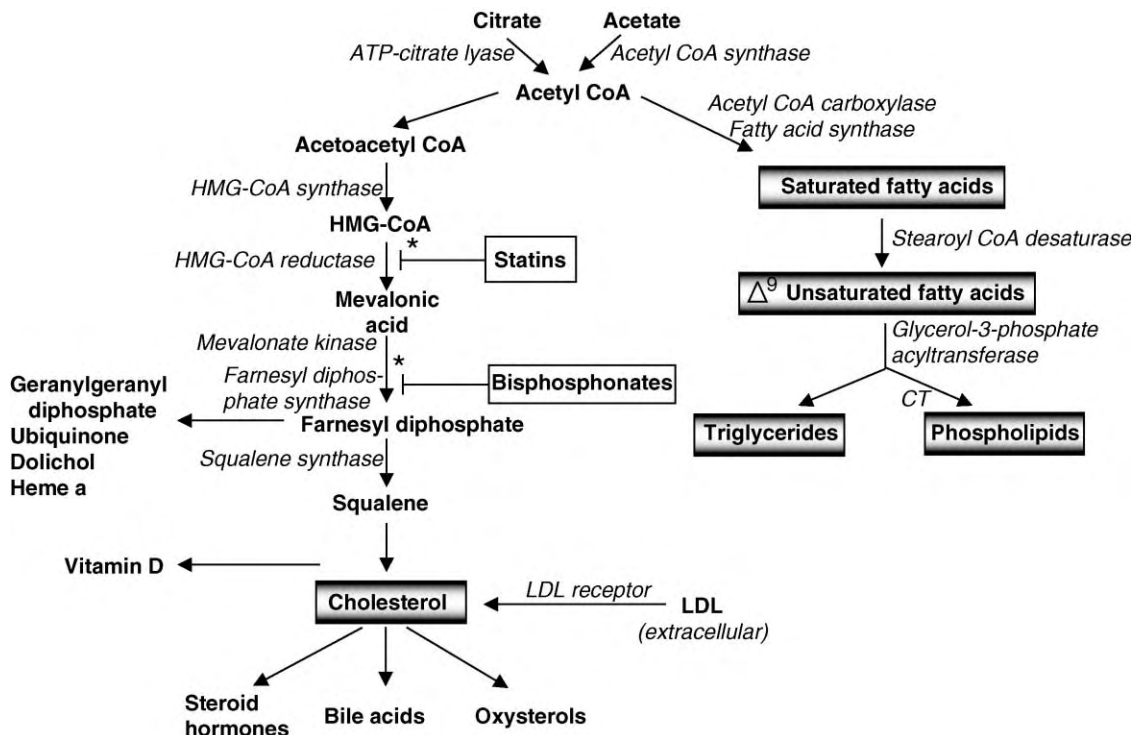 Citrate
Acetate
ATP-citrate lyase
Acetyl CoA synthase
Acetyl CoA
Acetyl CoA carboxylase
Fatty acid synthase
Acetoacetyl CoA
HMG-CoA synthase
Saturated fatty acids
HMG-CoA
Stearoyl CoA desaturase
*
HMG-CoA reductase
Statins
Δ⁹ Unsaturated fatty acids
Mevalonic
acid
Mevalonate kinase
Glycerol-3-phosphate
acyltransferase
*
Farnesyl diphos-
phate synthase
Bisphosphonates
Geranylgeranyl
diphosphate
Ubiquinone
Dolichol
Heme a
Farnesyl diphosphate
CT
Triglycerides
Phospholipids
Squalene synthase
Squalene
Vitamin D
Cholesterol
LDL receptor
LDL
(extracellular)
Steroid
hormones
Bile acids
Oxysterols